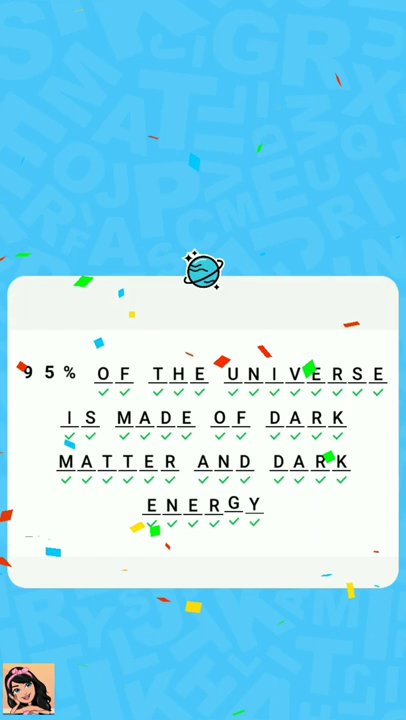 95% OF THE UNIVERSE
IS MADE OF DARK
MATTER AND DARK
ENERGY